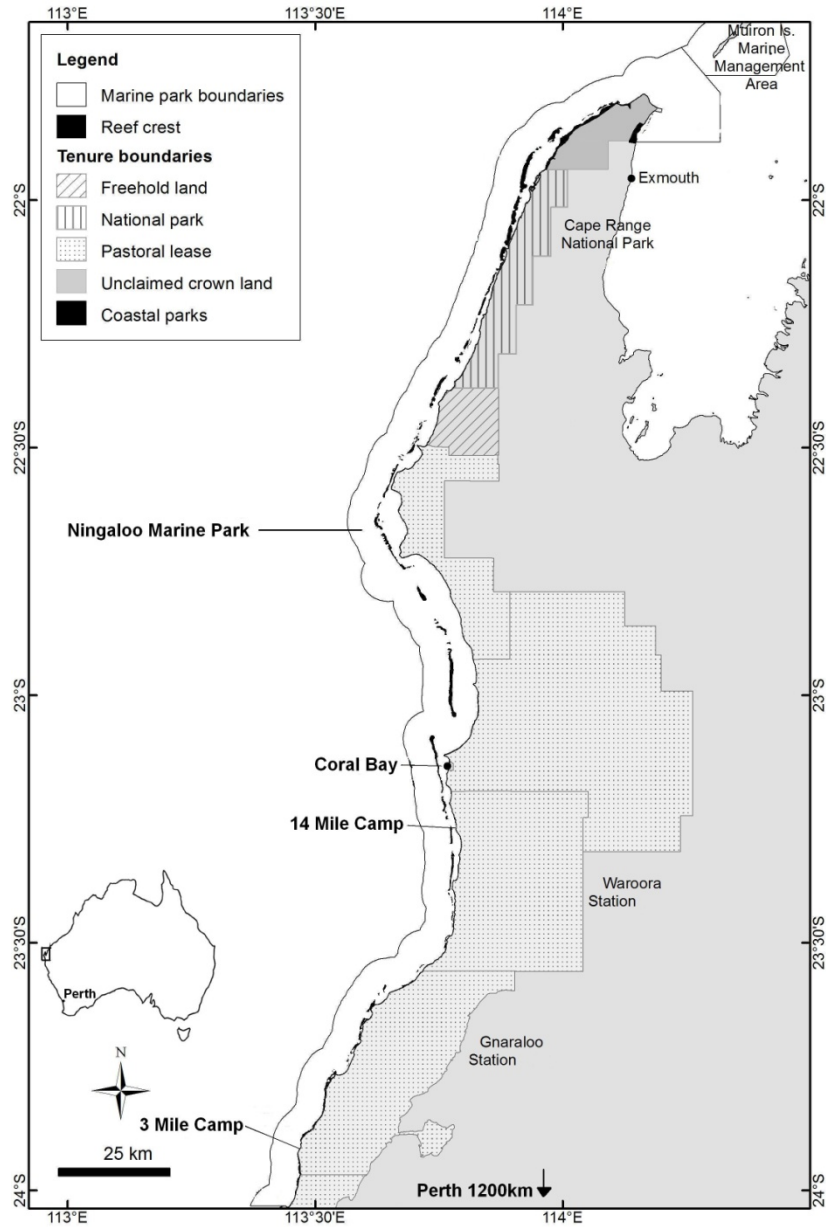 113°E
113°30'E
114°E
Legend
Marine park boundaries
Reef crest
Tenure boundaries
Freehold land
National park
Pastoral lease
Unclaimed crown land
Coastal parks
Muiron Is.
Marine
Management
Area
Exmouth
Cape Range
National Park
22°S
22°S
22°30'S
22°30'S
Ningaloo Marine Park
23°S
23°S
Coral Bay
14 Mile Camp
Waroora
Station
23°30'S
23°30'S
Perth
Gnaraloo
Station
N
3 Mile Camp
25 km
Perth 1200km
24°S
24°S
113°E
113°30'E
114°E